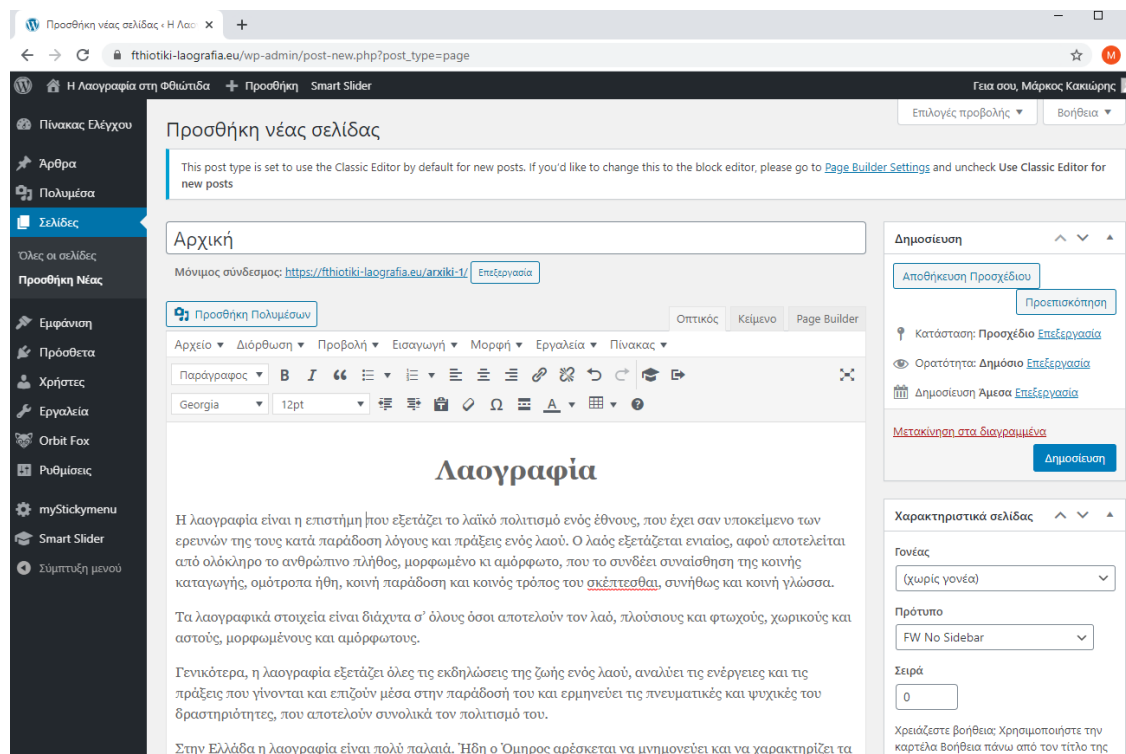 Προσθήκη νέας σελίδας ‹ Η Λαο
fthiotiki-laografia.eu/wp-admin/post-new.php?post_type=page
M
Η Λαογραφία στη Φθιώτιδα Προσθήκη Smart Slider Γεια σου, Μάρκος Κακιώρης
Επιλογές προβολής Βοήθεια
Πίνακας Ελέγχου
Άρθρα
Πολυμέσα
Σελίδες
Όλες οι σελίδες
Προσθήκη Νέας
Εμφάνιση
Πρόσθετα
Χρήστες
Εργαλεία
Orbit Fox
Ρυθμίσεις
myStickymenu
Smart Slider
Σύμπτυξη μενού
Προσθήκη νέας σελίδας
This post type is set to use the Classic Editor by default for new posts. If you'd like to change this to the block editor, please go to Page Builder Settings and uncheck Use Classic Editor for
new posts
Αρχική
Μόνιμος σύνδεσμος: https://fthiotiki-laografia.eu/arxiki-1/ Επεξεργασία
Προσθήκη Πολυμέσων
Οπτικός Κείμενο Page Builder
Αρχείο Διόρθωση Προβολή Εισαγωγή Μορφή Εργαλεία Πίνακας
Παράγραφος B I
Georgia 12pt Ω A
Λαογραφία
Η λαογραφία είναι η επιστήμη που εξετάζει το λαϊκό πολιτισμό ενός έθνους, που έχει σαν υποκείμενο των
ερευνών της τους κατά παράδοση λόγους και πράξεις ενός λαού. Ο λαός εξετάζεται ενιαίος, αφού αποτελείται
από ολόκληρο το ανθρώπινο πλήθος, μορφωμένο κι αμόρφωτο, που το συνδέει συναίσθηση της κοινής
καταγωγής, ομότροπα ήθη, κοινή παράδοση και κοινός τρόπος του σκέπτεσθαι, συνήθως και κοινή γλώσσα.
Τα λαογραφικά στοιχεία είναι διάχυτα σ' όλους όσοι αποτελούν τον λαό, πλούσιους και φτωχούς, χωρικούς και
αστούς, μορφωμένους και αμόρφωτους.
Γενικότερα, η λαογραφία εξετάζει όλες τις εκδηλώσεις της ζωής ενός λαού, αναλύει τις ενέργειες και τις
πράξεις που γίνονται και επιζούν μέσα στην παράδοσή του και ερμηνεύει τις πνευματικές και ψυχικές του
δραστηριότητες, που αποτελούν συνολικά τον πολιτισμό του.
Στην Ελλάδα η λαογραφία είναι πολύ παλαιά. Ήδη ο Όμηρος αρέσκεται να μνημονεύει και να χαρακτηρίζει τα
Δημοσίευση
Αποθήκευση Προσχέδιου
Προεπισκόπηση
Κατάσταση: Προσχέδιο Επεξεργασία
Ορατότητα: Δημόσιο Επεξεργασία
Δημοσίευση Άμεσα Επεξεργασία
Μετακίνηση στα διαγραμμένα
Δημοσίευση
Χαρακτηριστικά σελίδας
Γονέας
(χωρίς γονέα)
Πρότυπο
FW No Sidebar
Σειρά
0
Χρειάζεστε βοήθεια; Χρησιμοποιήστε την
καρτέλα Βοήθεια πάνω από τον τίτλο της